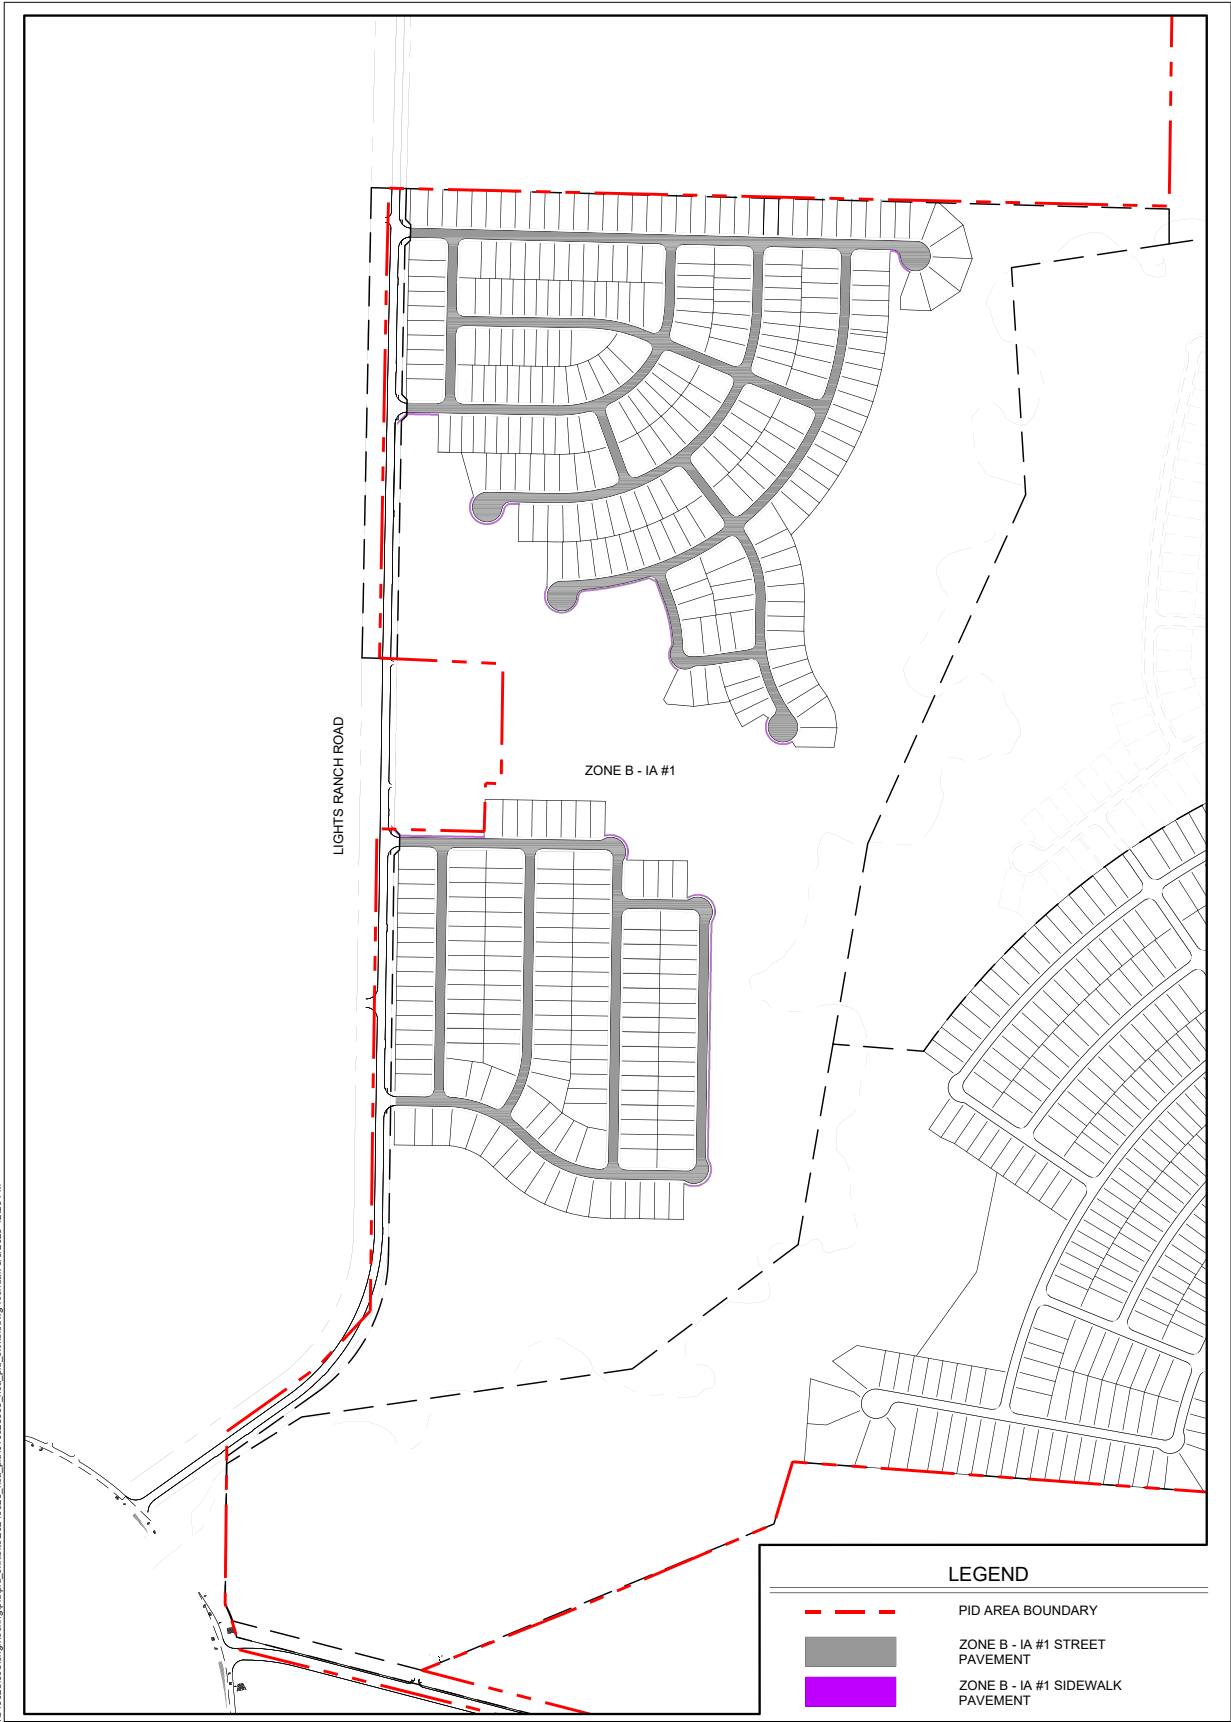 LIGHTS RANCH ROAD
ZONE B - IA #1
LEGEND
PID AREA BOUNDARY
ZONE B - IA #1 STREET
PAVEMENT
ZONE B - IA #1 SIDEWALK
PAVEMENT